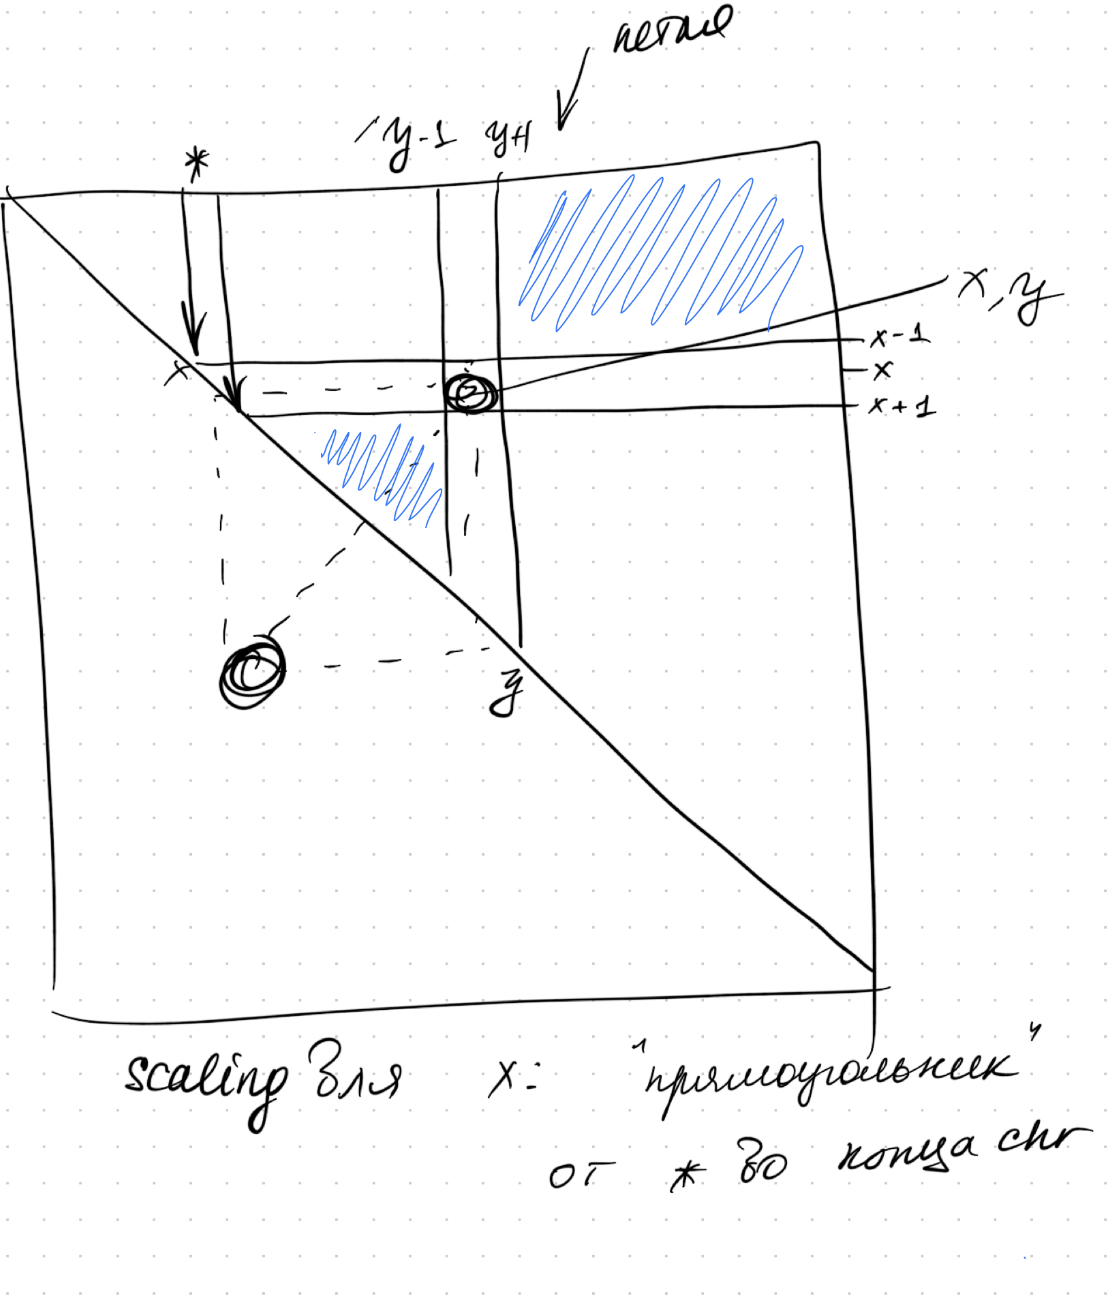 петля
y-1 y+1
*
x, y
x-1
x
x
x+1
y
scaling для x: "прямоугольник"
от * до конца chr